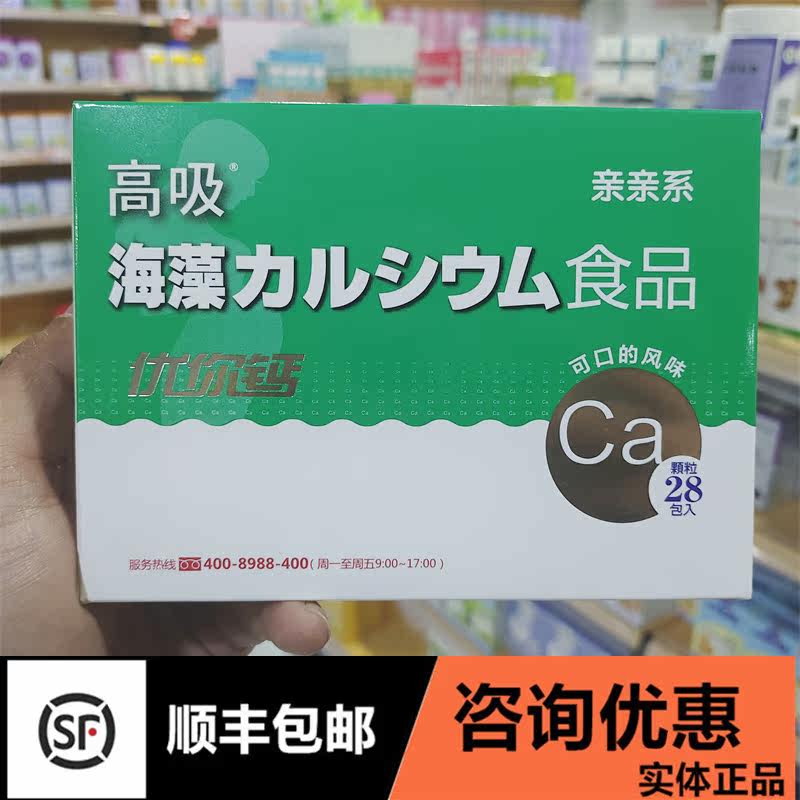 高吸®
亲亲系
海藻カルシウム食品
优你钙
可口的风味
Ca
顆粒
28
包入
服务热线 400-8988-400(周一至周五9:00~17:00)
SF
顺丰包邮
咨询优惠
实体正品